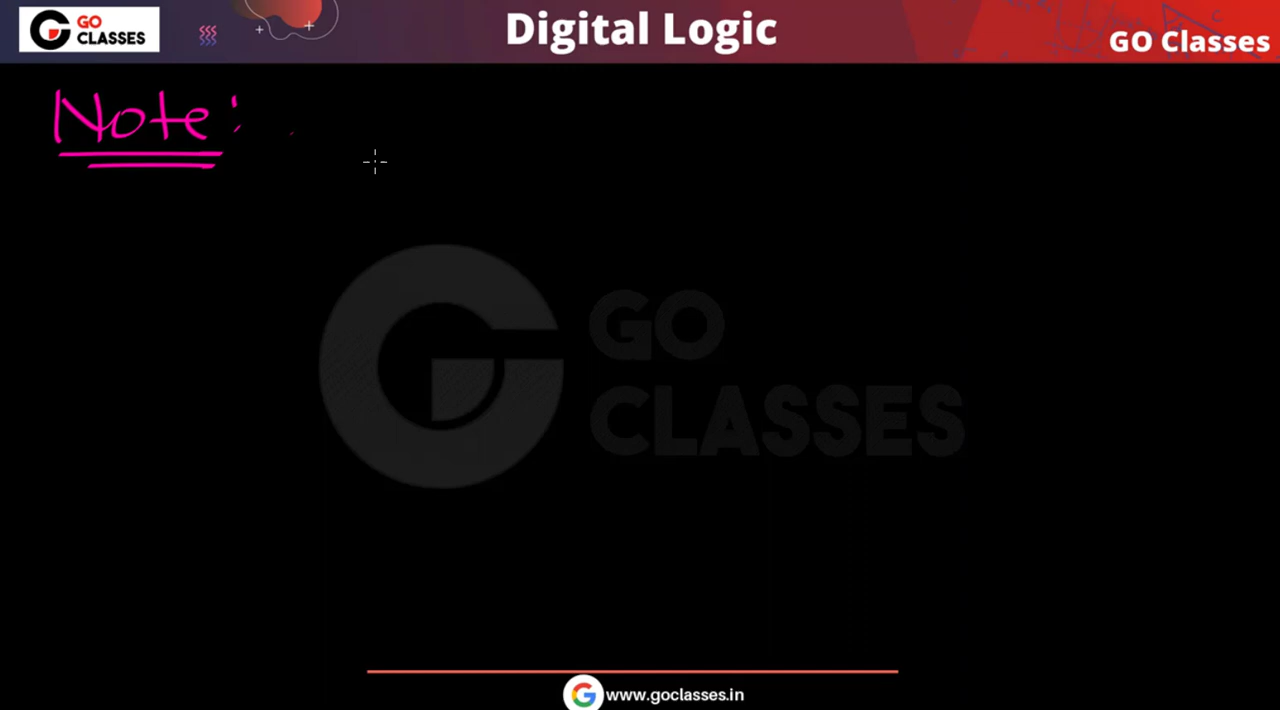 GO
CLASSES
Digital Logic
GO Classes
Note:
GO
CLASSES
www.goclasses.in